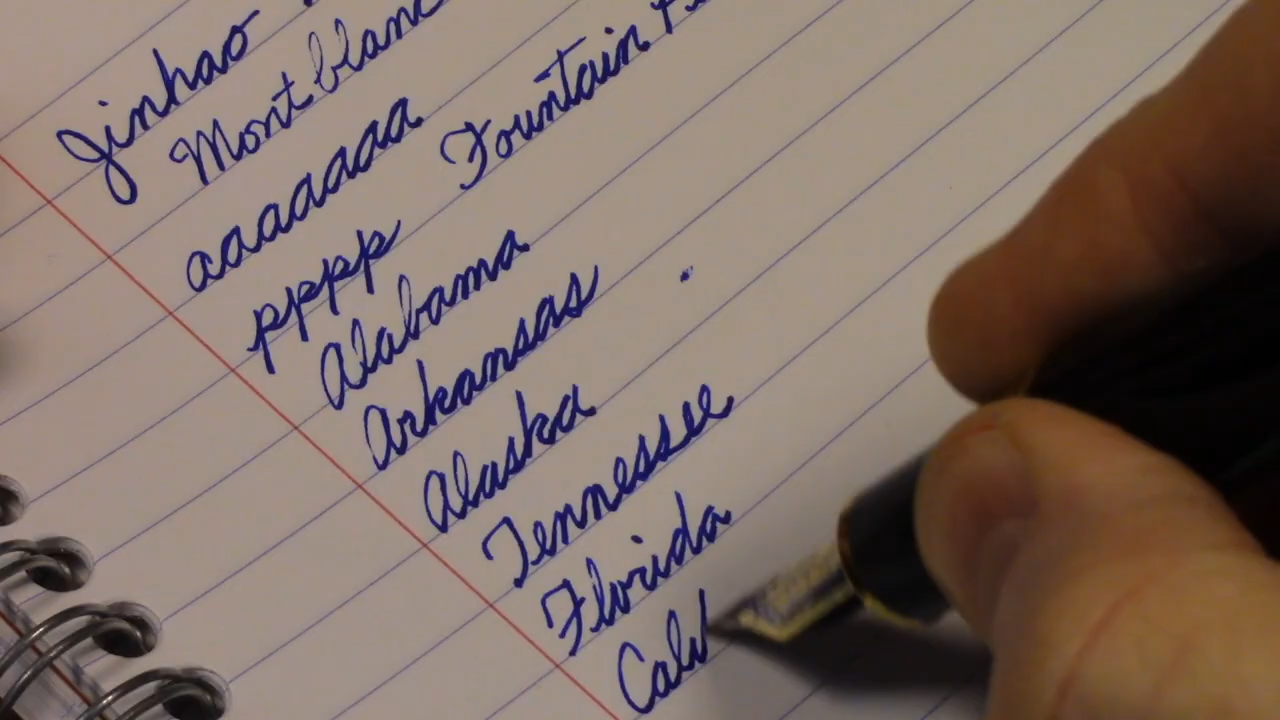 Jinhao
Mont blanc
aaaaaaa
pppp Fountain
Alabama
Arkansas
Alaska
Tennessee
Florida
Cali